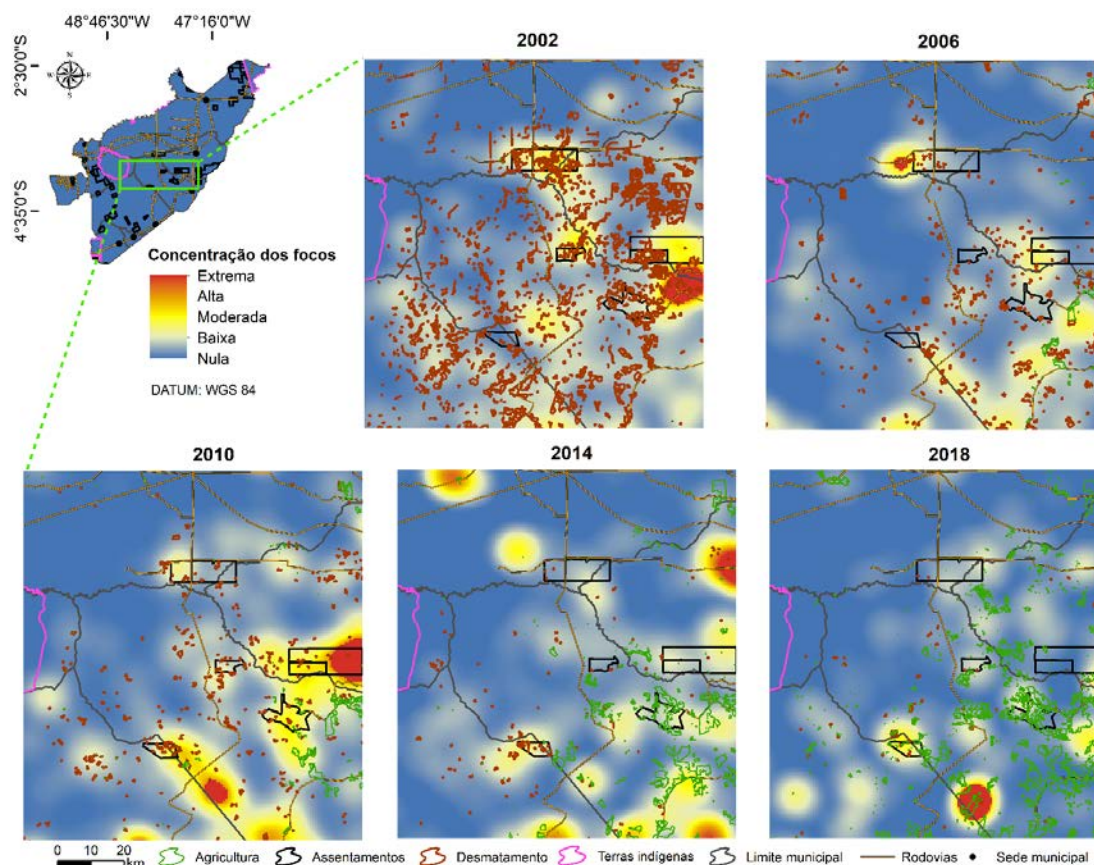 48°46'30"W 47°16'0"W
2°30'0"S
4°35'0"S
N
W E
S
Concentração dos focos
Extrema
Alta
Moderada
Baixa
Nula
DATUM: WGS 84
2002
2006
2010
2014
2018
0 10 20
km
Agricultura Assentamentos Desmatamento Terras indígenas Limite municipal Rodovias Sede municipal